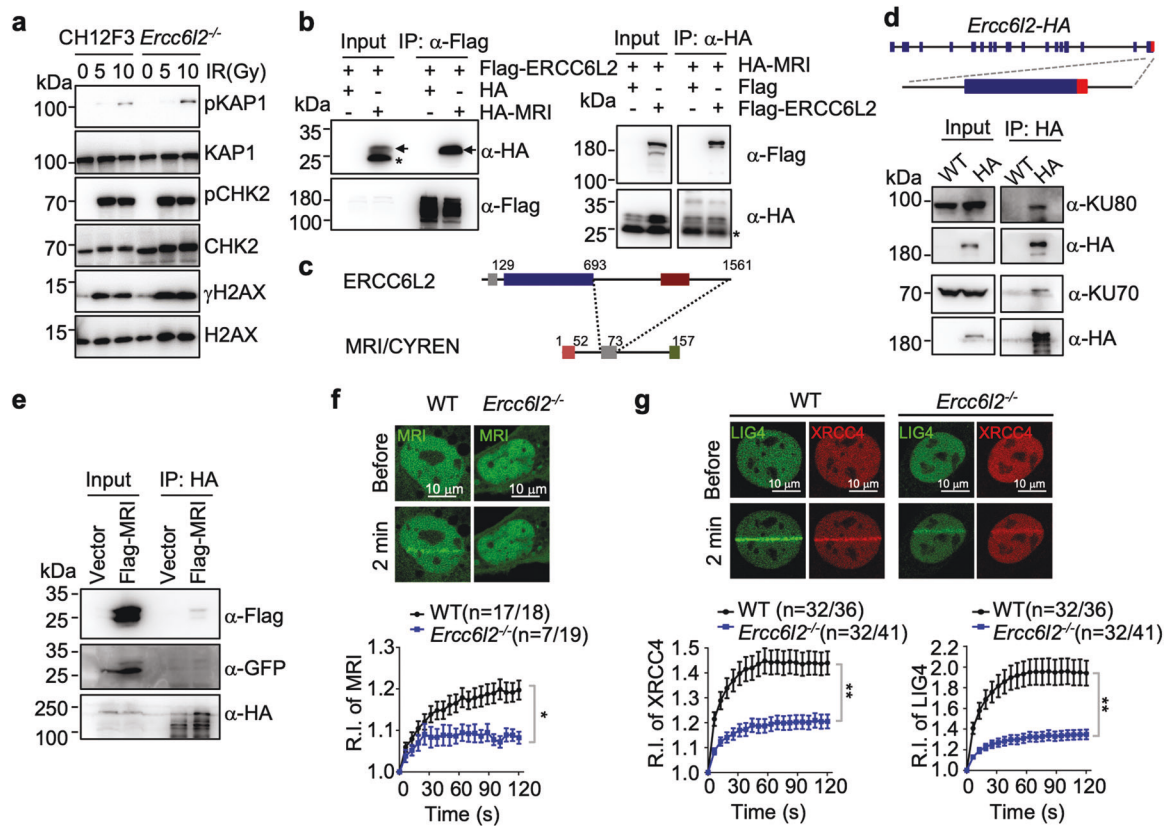 a
CH12F3 Ercc6l2-/-
0 5 10 0 5 10 IR(Gy)
kDa
100 pKAP1
100 KAP1
70 pCHK2
70 CHK2
15 γH2AX
15 H2AX
b
Input IP: α-Flag
+ + + + Flag-ERCC6L2
+ − + − HA
− + − + HA-MRI
kDa
35
25
α-HA
*
180
100
α-Flag
Input IP: α-HA
+ + + + HA-MRI
+ − + − Flag
− + − + Flag-ERCC6L2
kDa
180
100
α-Flag
35
25
α-HA
*
c
129 693 1561
ERCC6L2
MRI/CYREN
1 52 73 157
d
Ercc6l2-HA
Input IP: HA
WT HA WT HA
kDa
100 α-KU80
180 α-HA
70 α-KU70
180 α-HA
e
Input IP: HA
Vector Flag-MRI Vector Flag-MRI
kDa
35
25
α-Flag
35
25
α-GFP
250
100
α-HA
f
WT Ercc6l2-/-
MRI MRI
Before
10 μm 10 μm
2 min
WT(n=17/18)
Ercc6l2-/-(n=7/19)
R.I. of MRI
1.3
1.2
1.1
1.0
*
0 30 60 90 120
Time (s)
g
WT Ercc6l2-/-
LIG4 XRCC4 LIG4 XRCC4
Before
10 μm 10 μm 10 μm 10 μm
2 min
WT (n=32/36)
Ercc6l2-/-(n=32/41)
R.I. of XRCC4
1.5
1.4
1.3
1.2
1.1
1.0
**
0 30 60 90 120
Time (s)
WT(n=32/36)
Ercc6l2-/-(n=32/41)
R.I. of LIG4
2.2
2.0
1.8
1.6
1.4
1.2
1.0
**
0 30 60 90 120
Time (s)